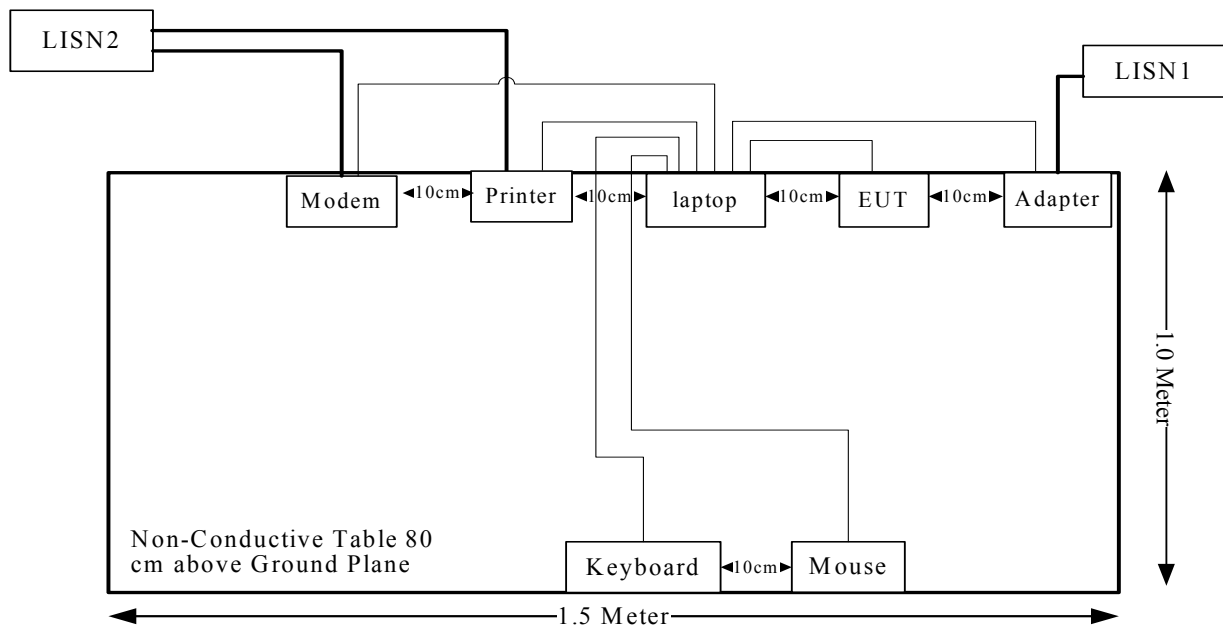 LISN2
LISN1
Modem
10cm
Printer
10cm
laptop
10cm
EUT
10cm
Adapter
1.0 Meter
Non-Conductive Table 80
cm above Ground Plane
Keyboard
10cm
Mouse
1.5 Meter